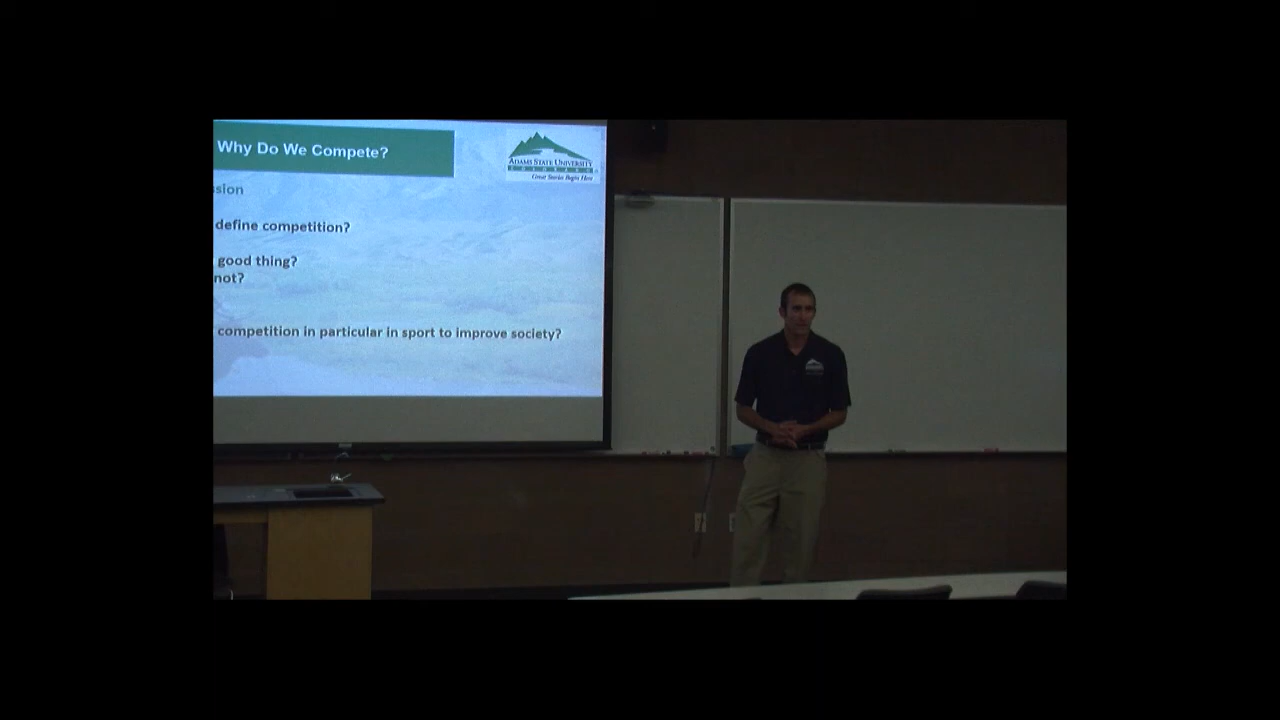 Why Do We Compete?
ADAMS STATE UNIVERSITY
COLORADO
Great Stories Begin Here
ssion
define competition?
good thing?
not?
competition in particular in sport to improve society?